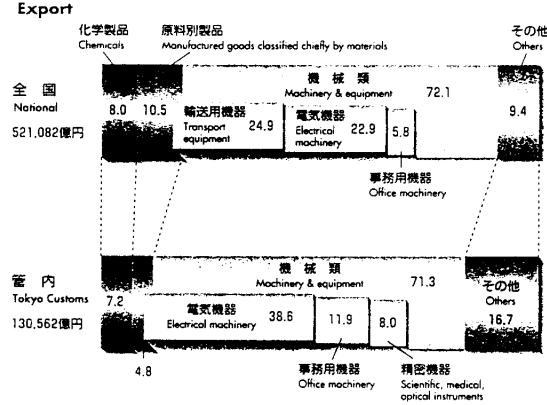 Export
化学製品
Chemicals
原料別製品
Manufactured goods classified chiefly by materials
その他
Others
全 国
National
521,082億円
8.0
10.5
機 械 類
Machinery & equipment
72.1
輸送用機器
Transport
equipment
24.9
電気機器
Electrical
machinery
22.9
5.8
9.4
事務用機器
Office machinery
管 内
Tokyo Customs
130,562億円
7.2
4.8
機 械 類
Machinery & equipment
71.3
電気機器
Electrical machinery
38.6
11.9
8.0
その他
Others
16.7
事務用機器
Office machinery
精密機器
Scientific, medical,
optical instruments